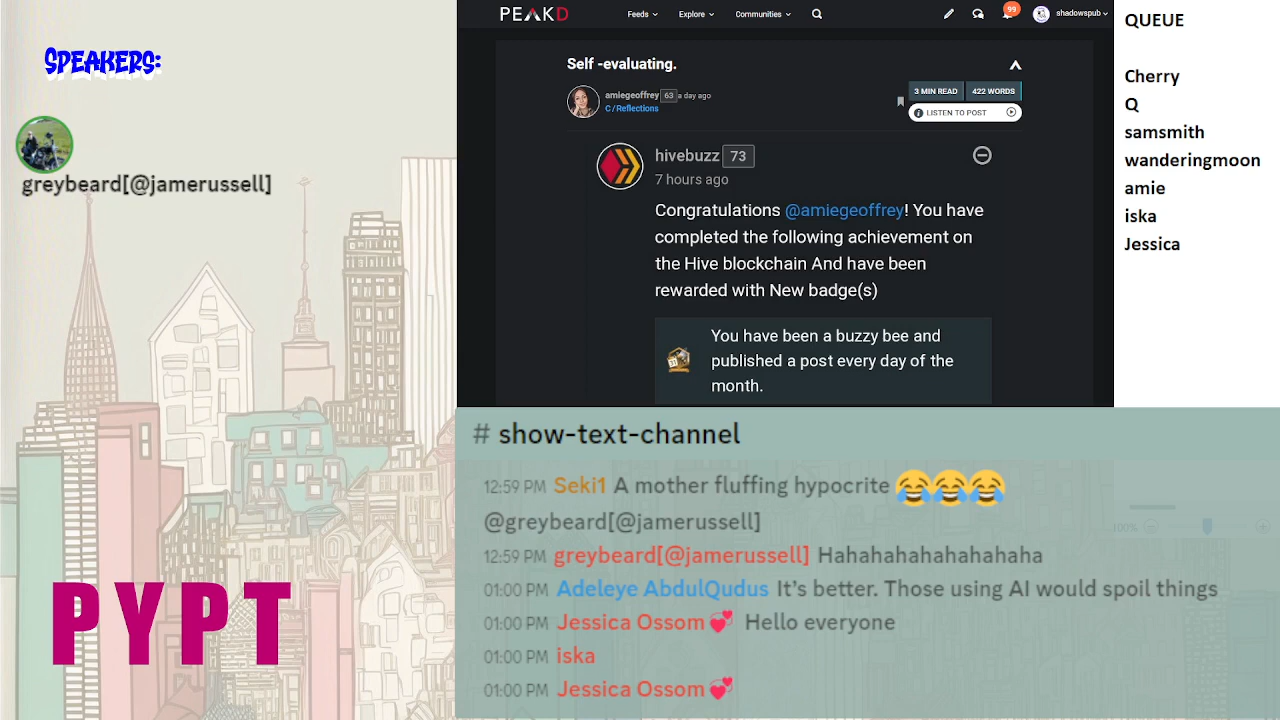 SPEAKERS:
greybeard[@jamerussell]
PYPT
PEAKD
Feeds
Explore
Communities
99
shadowspub
Self -evaluating.
amiegeoffrey 63 a day ago
C / Reflections
3 MIN READ
422 WORDS
LISTEN TO POST
hivebuzz 73
7 hours ago
Congratulations @amiegeoffrey! You have
completed the following achievement on
the Hive blockchain And have been
rewarded with New badge(s)
You have been a buzzy bee and
published a post every day of the
month.
QUEUE
Cherry
Q
samsmith
wanderingmoon
amie
iska
Jessica
# show-text-channel
12:59 PM Seki1 A mother fluffing hypocrite 😂😂😂
@greybeard[@jamerussell]
12:59 PM greybeard[@jamerussell] Hahahahahahahahaha
01:00 PM Adeleye AbdulQudus It’s better. Those using AI would spoil things
01:00 PM Jessica Ossom💞 Hello everyone
01:00 PM iska
01:00 PM Jessica Ossom💞
100%